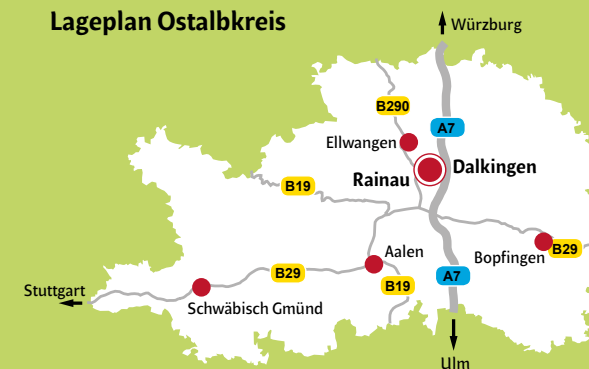 Lageplan Ostalbkreis
Würzburg
B290
A7
Ellwangen
Dalkingen
Rainau
B19
Aalen
Bopfingen
B29
B29
A7
B19
Stuttgart
Schwäbisch Gmünd
Ulm